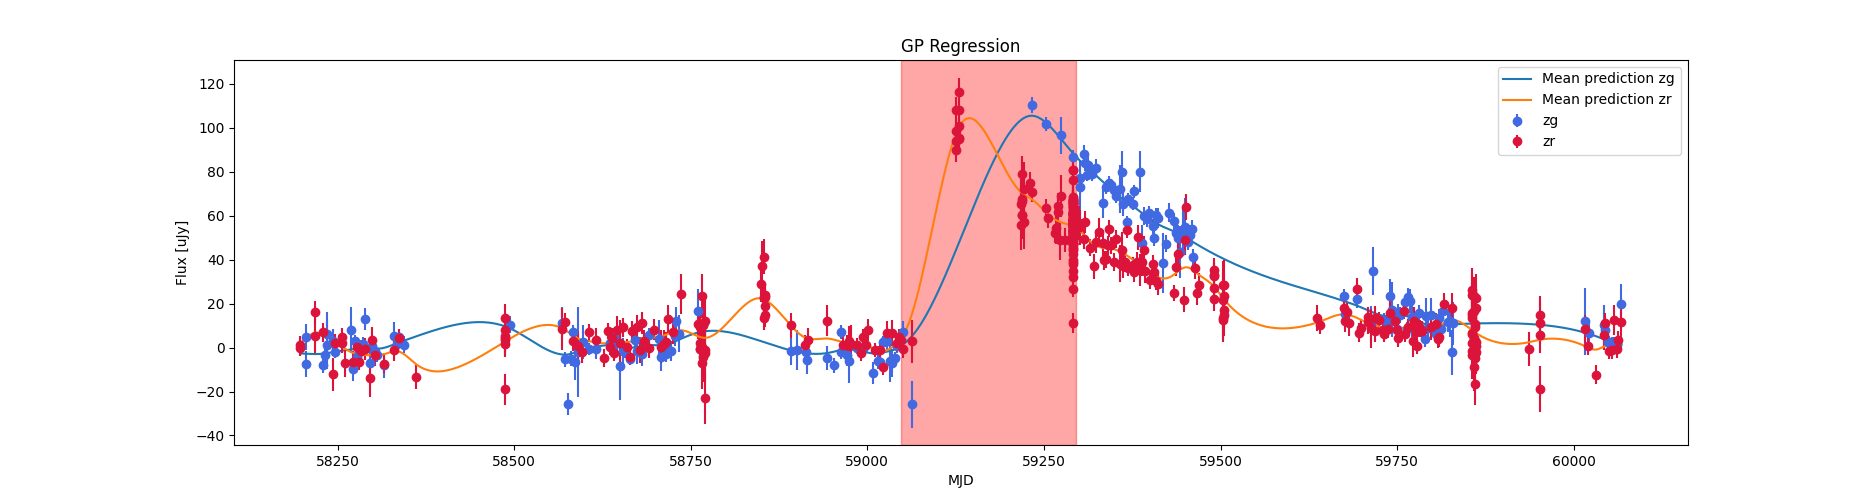 GP Regression
Flux [uJy]
120
100
80
60
40
20
0
−20
−40
Mean prediction zg
Mean prediction zr
zg
zr
58250 58500 58750 59000 59250 59500 59750 60000
MJD